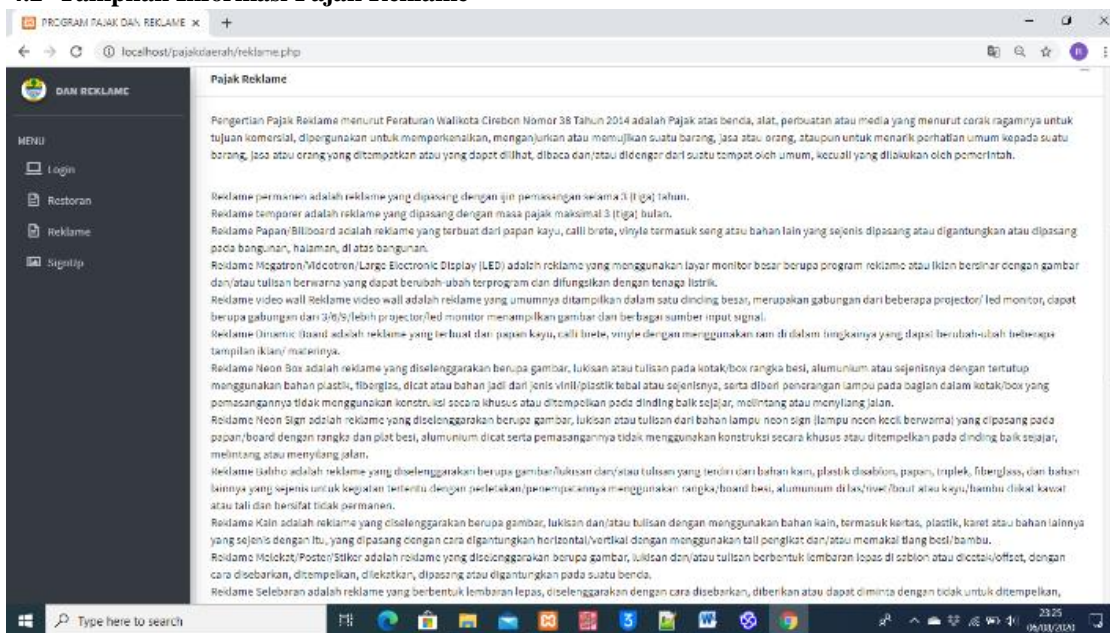 PROGRAM PAJAK DAN REKLAME
localhost/pajakdaerah/reklame.php
DAN REKLAME
MENU
Login
Restoran
Reklame
SignUp
Pajak Reklame
Pengertian Pajak Reklame menurut Peraturan Walikota Cirebon Nomor 38 Tahun 2014 adalah Pajak atas benda, alat, perbuatan atau media yang menurut corak ragamnya untuk
tujuan komersial, dipergunakan untuk memperkenalkan, menganjurkan atau memujikan suatu barang, jasa atau orang, ataupun untuk menarik perhatian umum kepada suatu
barang, jasa atau orang yang ditempatkan atau yang dapat dilihat, dibaca dan/atau didengar dari suatu tempat oleh umum, kecuali yang dilakukan oleh pemerintah.
Reklame permanen adalah reklame yang dipasang dengan ijin pemasangan selama 3 (tiga) tahun.
Reklame temporer adalah reklame yang dipasang dengan masa pajak maksimal 3 (tiga) bulan.
Reklame Papan/Billboard adalah reklame yang terbuat dari papan kayu, calli brete, vinyle termasuk seng atau bahan lain yang sejenis dipasang atau digantungkan atau dipasang
pada bangunan, halaman, di atas bangunan.
Reklame Megatron/Videotron/Large Electronic Display (LED) adalah reklame yang menggunakan layar monitor besar berupa program reklame atau iklan bersinar dengan gambar
dan/atau tulisan berwarna yang dapat berubah-ubah terprogram dan difungsikan dengan tenaga listrik.
Reklame video wall Reklame video wall adalah reklame yang umumnya ditampilkan dalam satu dinding besar, merupakan gabungan dari beberapa projector/ led monitor, dapat
berupa gabungan dari 3/6/9/lebih projector/led monitor menampilkan gambar dari berbagai sumber input signal.
Reklame Dinamic Board adalah reklame yang terbuat dari papan kayu, calli brete, vinyle dengan menggunakan ram di dalam bingkainya yang dapat berubah-ubah beberapa
tampilan iklan/ materinya.
Reklame Neon Box adalah reklame yang diselenggarakan berupa gambar, lukisan atau tulisan pada kotak/box rangka besi, alumunium atau sejenisnya dengan tertutup
menggunakan bahan plastik, fiberglas, dicat atau bahan jadi dari jenis vinil/plastik tebal atau sejenisnya, serta diberi penerangan lampu pada bagian dalam kotak/box yang
pemasangannya tidak menggunakan konstruksi secara khusus atau ditempelkan pada dinding baik sejajar, melintang atau menyilang jalan.
Reklame Neon Sign adalah reklame yang diselenggarakan berupa gambar, lukisan atau tulisan dari bahan lampu neon sign (lampu neon kecil berwarna) yang dipasang pada
papan/board dengan rangka dan plat besi, alumunium dicat serta pemasangannya tidak menggunakan konstruksi secara khusus atau ditempelkan pada dinding baik sejajar,
melintang atau menyilang jalan.
Reklame Baliho adalah reklame yang diselenggarakan berupa gambar/lukisan dan/atau tulisan yang terdiri dari bahan kain, plastik disablon, papan, triplek, fiberglass, dan bahan
lainnya yang sejenis untuk kegiatan tertentu dengan perletakan/penempatannya menggunakan rangka/board besi, alumunium di las/rivet/bout atau kayu/bambu diikat kawat
atau tali dan bersifat tidak permanen.
Reklame Kain adalah reklame yang diselenggarakan berupa gambar, lukisan dan/atau tulisan dengan menggunakan bahan kain, termasuk kertas, plastik, karet atau bahan lainnya
yang sejenis dengan itu, yang dipasang dengan cara digantungkan horizontal/vertikal dengan menggunakan tali pengikat dan/atau memakai tiang besi/bambu.
Reklame Melekat/Poster/Stiker adalah reklame yang diselenggarakan berupa gambar, lukisan dan/atau tulisan berbentuk lembaran lepas di sablon atau dicetak/offset, dengan
cara disebarkan, ditempelkan, dilekatkan, dipasang atau digantungkan pada suatu benda.
Reklame Selebaran adalah reklame yang berbentuk lembaran lepas, diselenggarakan dengan cara disebarkan, diberikan atau dapat diminta dengan tidak untuk ditempelkan,
Type here to search
23:25
06/03/2020